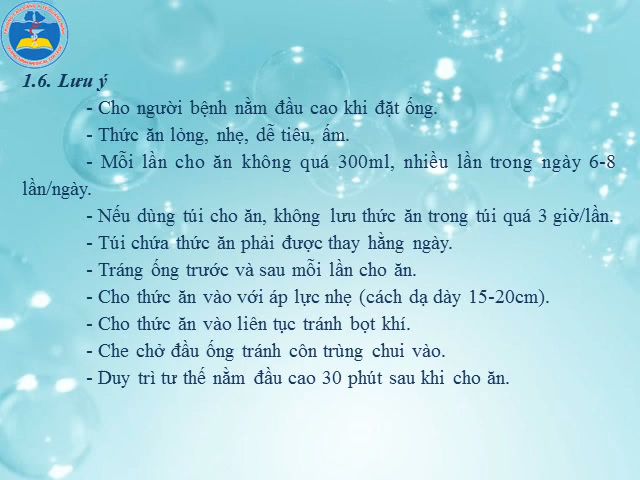 1.6. Lưu ý
- Cho người bệnh nằm đầu cao khi đặt ống.
- Thức ăn lỏng, nhẹ, dễ tiêu, ấm.
- Mỗi lần cho ăn không quá 300ml, nhiều lần trong ngày 6-8
lần/ngày.
- Nếu dùng túi cho ăn, không lưu thức ăn trong túi quá 3 giờ/lần.
- Túi chứa thức ăn phải được thay hằng ngày.
- Tráng ống trước và sau mỗi lần cho ăn.
- Cho thức ăn vào với áp lực nhẹ (cách dạ dày 15-20cm).
- Cho thức ăn vào liên tục tránh bọt khí.
- Che chở đầu ống tránh côn trùng chui vào.
- Duy trì tư thế nằm đầu cao 30 phút sau khi cho ăn.